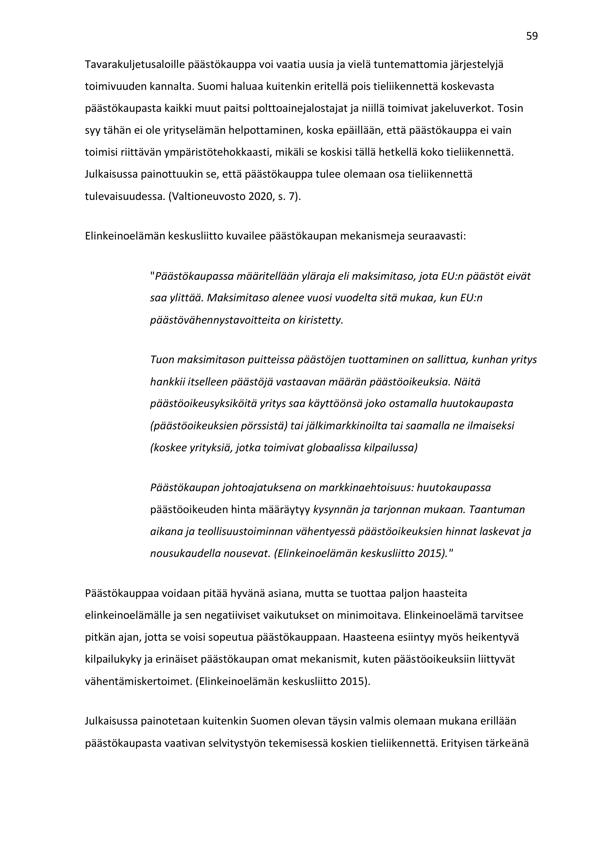 59
Tavarakuljetusaloille päästökauppa voi vaatia uusia ja vielä tuntemattomia järjestelyjä
toimivuuden kannalta. Suomi haluaa kuitenkin eritellä pois tieliikennettä koskevasta
päästökaupasta kaikki muut paitsi polttoainejalostajat ja niillä toimivat jakeluverkot. Tosin
syy tähän ei ole yrityselämän helpottaminen, koska epäillään, että päästökauppa ei vain
toimisi riittävän ympäristötehokkaasti, mikäli se koskisi tällä hetkellä koko tieliikennettä.
Julkaisussa painottuukin se, että päästökauppa tulee olemaan osa tieliikennettä
tulevaisuudessa. (Valtioneuvosto 2020, s. 7).
Elinkeinoelämän keskusliitto kuvailee päästökaupan mekanismeja seuraavasti:
"Päästökaupassa määritellään yläraja eli maksimitaso, jota EU:n päästöt eivät
saa ylittää. Maksimitaso alenee vuosi vuodelta sitä mukaa, kun EU:n
päästövähennystavoitteita on kiristetty.
Tuon maksimitason puitteissa päästöjen tuottaminen on sallittua, kunhan yritys
hankkii itselleen päästöjä vastaavan määrän päästöoikeuksia. Näitä
päästöoikeusyksiköitä yritys saa käyttöönsä joko ostamalla huutokaupasta
(päästöoikeuksien pörssistä) tai jälkimarkkinoilta tai saamalla ne ilmaiseksi
(koskee yrityksiä, jotka toimivat globaalissa kilpailussa)
Päästökaupan johtoajatuksena on markkinaehtoisuus: huutokaupassa
päästöoikeuden hinta määräytyy kysynnän ja tarjonnan mukaan. Taantuman
aikana ja teollisuustoiminnan vähentyessä päästöoikeuksien hinnat laskevat ja
nousukaudella nousevat. (Elinkeinoelämän keskusliitto 2015)."
Päästökauppaa voidaan pitää hyvänä asiana, mutta se tuottaa paljon haasteita
elinkeinoelämälle ja sen negatiiviset vaikutukset on minimoitava. Elinkeinoelämä tarvitsee
pitkän ajan, jotta se voisi sopeutua päästökauppaan. Haasteena esiintyy myös heikentyvä
kilpailukyky ja erinäiset päästökaupan omat mekanismit, kuten päästöoikeuksiin liittyvät
vähentämiskertoimet. (Elinkeinoelämän keskusliitto 2015).
Julkaisussa painotetaan kuitenkin Suomen olevan täysin valmis olemaan mukana erillään
päästökaupasta vaativan selvitystyön tekemisessä koskien tieliikennettä. Erityisen tärkeänä